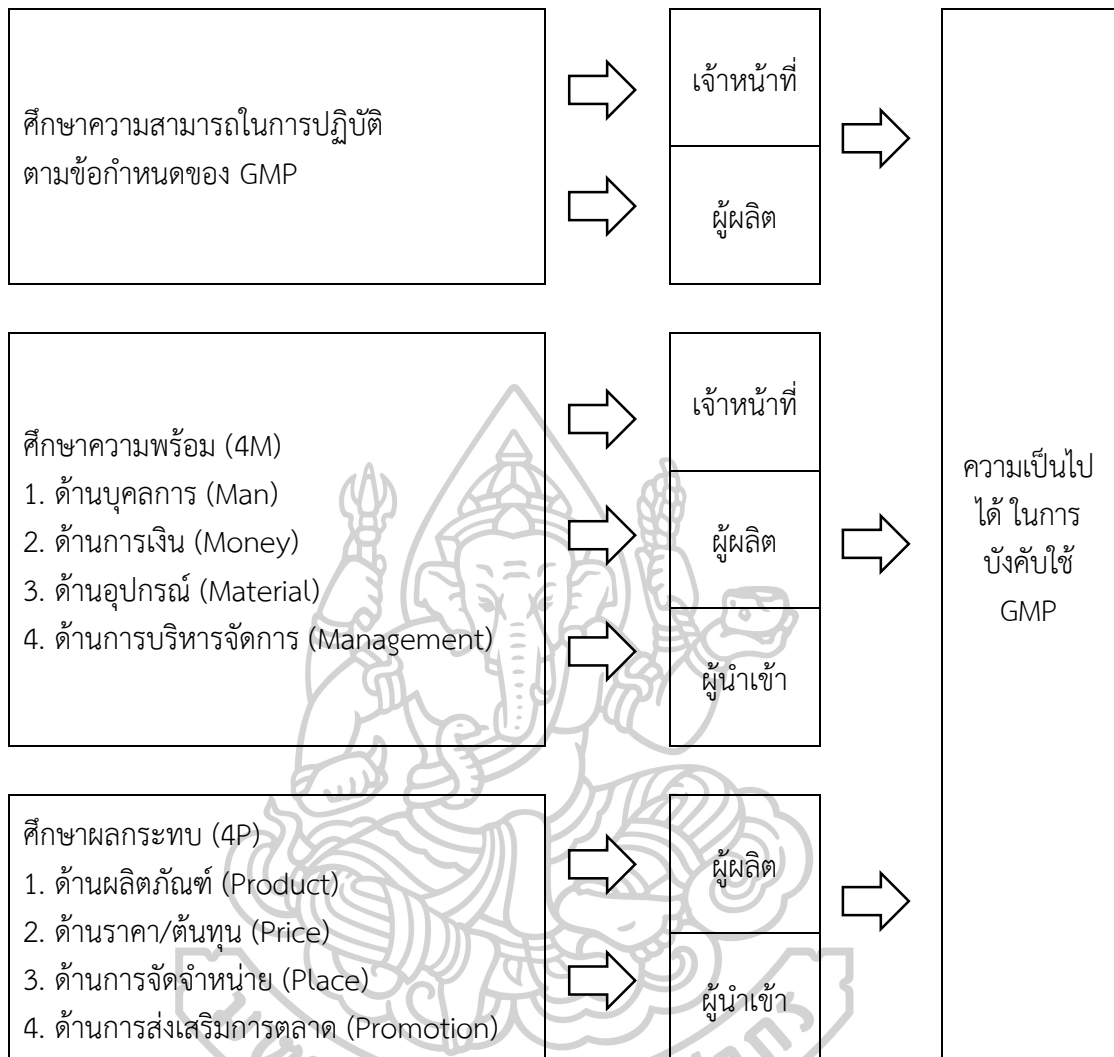 ศึกษาความสามารถในการปฏิบัติ
ตามข้อกำหนดของ GMP
เจ้าหน้าที่
ผู้ผลิต
ศึกษาความพร้อม (4M)
1. ด้านบุคลการ (Man)
2. ด้านการเงิน (Money)
3. ด้านอุปกรณ์ (Material)
4. ด้านการบริหารจัดการ (Management)
เจ้าหน้าที่
ผู้ผลิต
ผู้นำเข้า
ศึกษาผลกระทบ (4P)
1. ด้านผลิตภัณฑ์ (Product)
2. ด้านราคา/ต้นทุน (Price)
3. ด้านการจัดจำหน่าย (Place)
4. ด้านการส่งเสริมการตลาด (Promotion)
ผู้ผลิต
ผู้นำเข้า
ความเป็นไป
ได้ ในการ
บังคับใช้
GMP